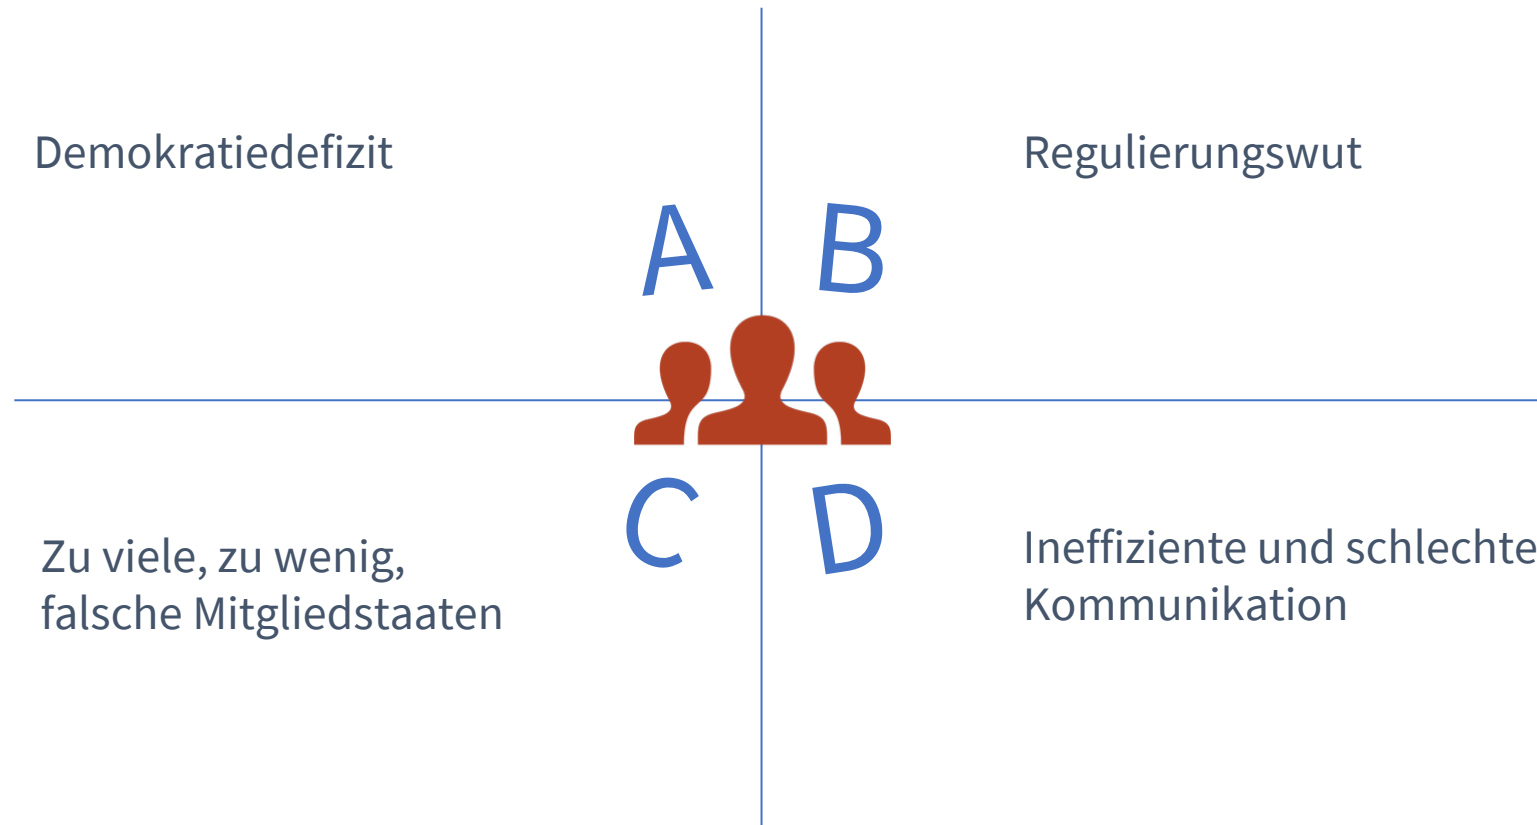 Demokratiedefizit
Regulierungswut
A
B
C
D
Zu viele, zu wenig,
falsche Mitgliedstaaten
Ineffiziente und schlechte
Kommunikation